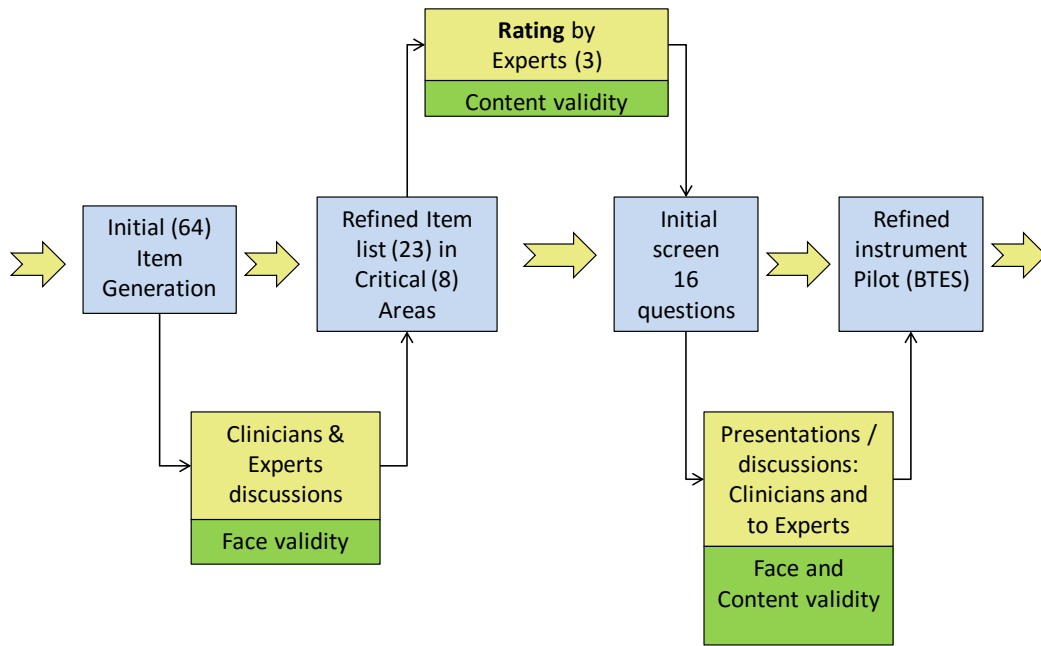 Rating by
Experts (3)
Content validity
Initial (64)
Item
Generation
Refined Item
list (23) in
Critical (8)
Areas
Initial
screen
16
questions
Refined
instrument
Pilot (BTES)
Clinicians &
Experts
discussions
Face validity
Presentations /
discussions:
Clinicians and
to Experts
Face and
Content validity